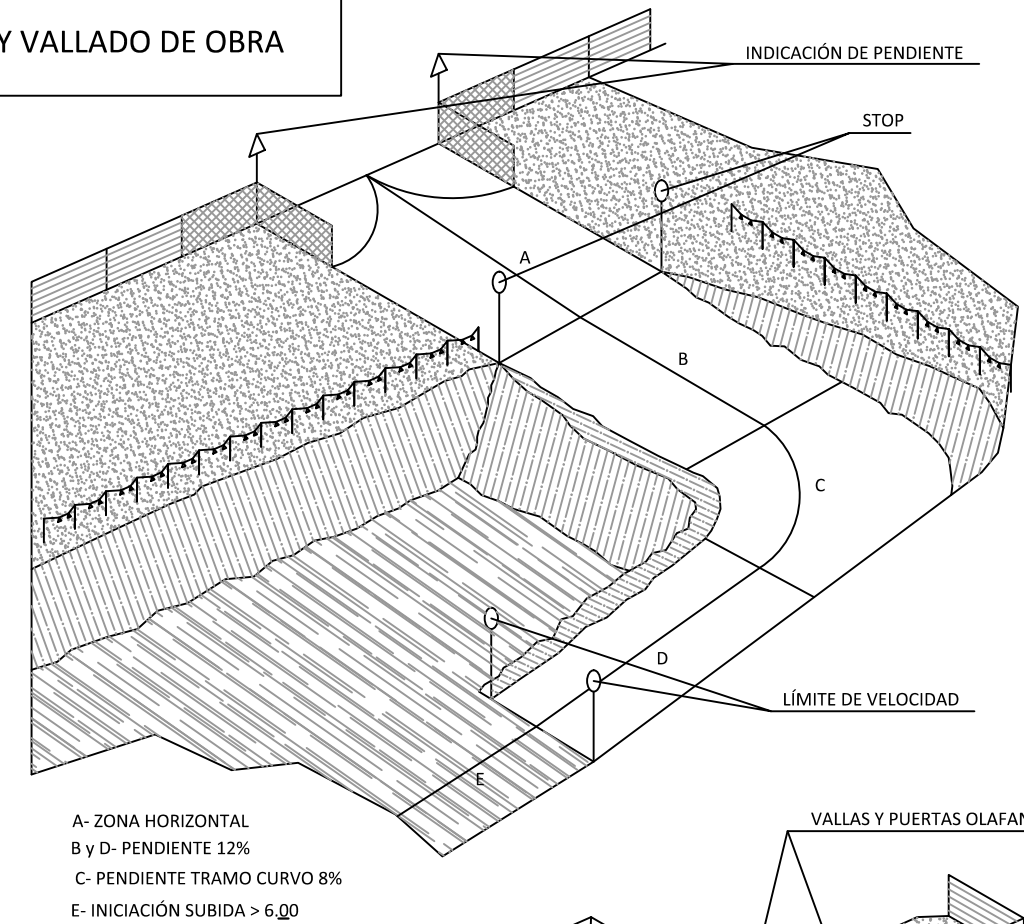 Y VALLADO DE OBRA
INDICACIÓN DE PENDIENTE
STOP
A
B
C
D
LÍMITE DE VELOCIDAD
E
A- ZONA HORIZONTAL
B y D- PENDIENTE 12%
C- PENDIENTE TRAMO CURVO 8%
E- INICIACIÓN SUBIDA > 6.00
VALLAS Y PUERTAS OLAFAN